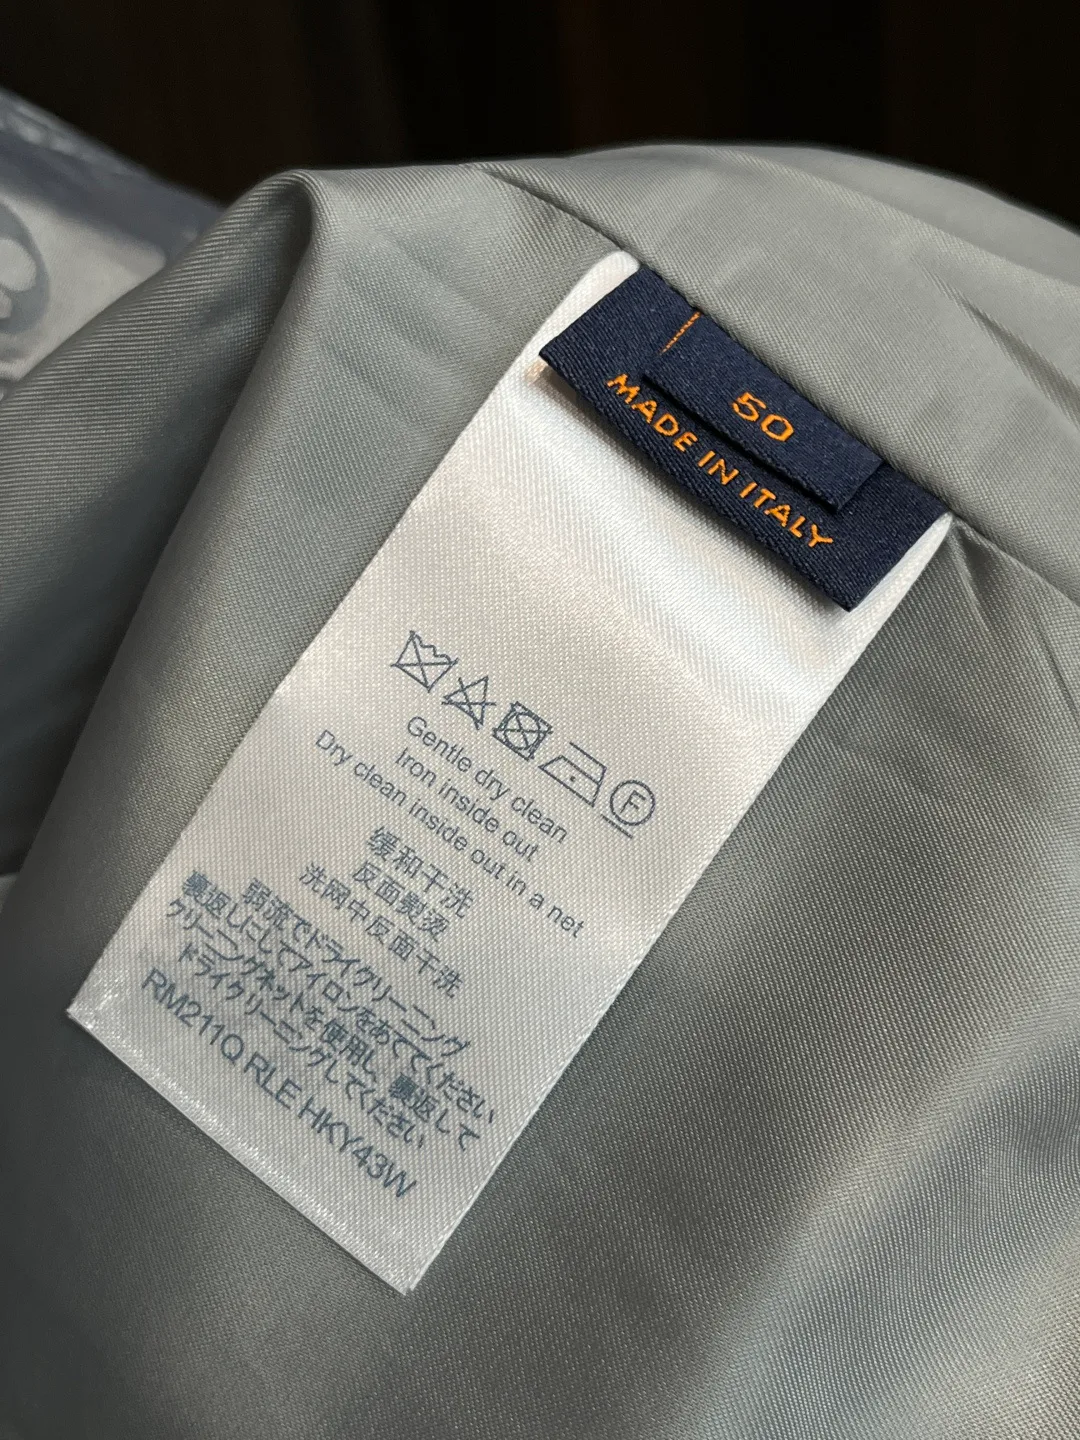 50
MADE IN ITALY
F
Gentle dry clean
Iron inside out
Dry clean inside out in a net
缓和干洗
反面熨烫
洗网中反面干洗
弱流でドライクリーニング
裏返しにしてアイロンをあててください
クリーニングネットを使用し、裏返して
ドライクリーニングしてください
RM211Q RLE HKY43W